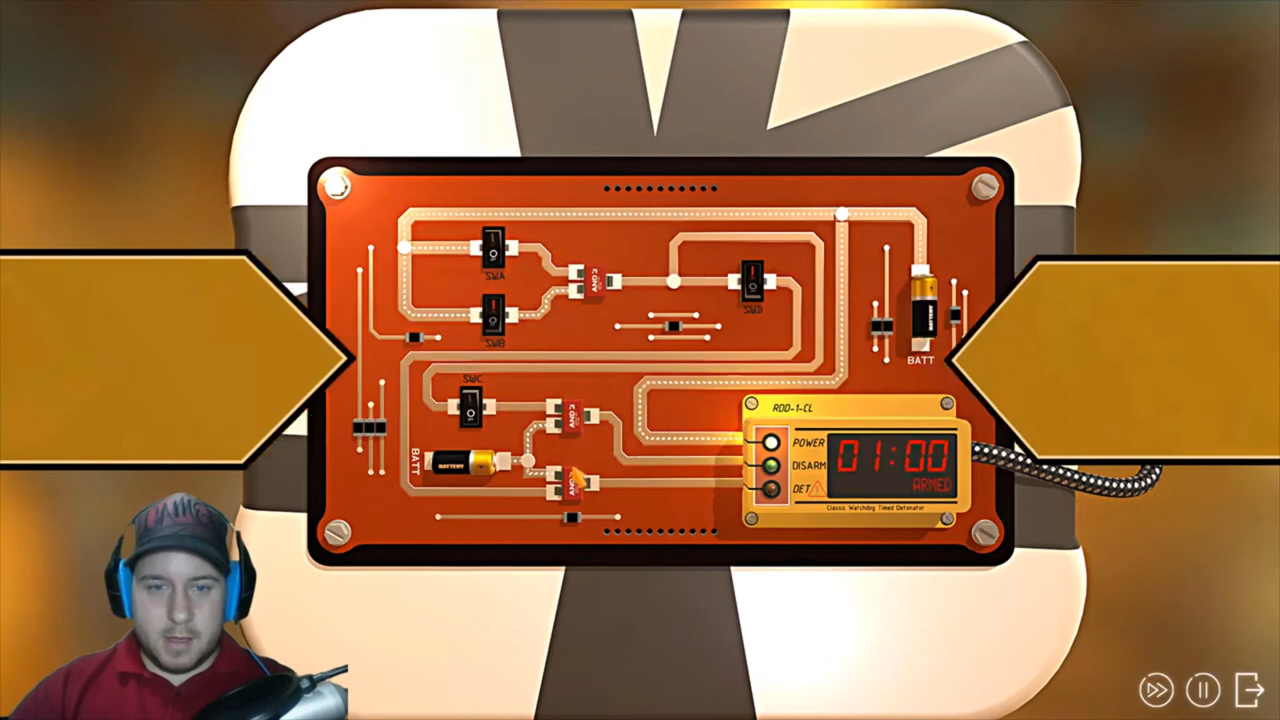 SWA
AND
SWB
SWD
BATT
SWC
AND
BATT
BATTERY
AND
RDD-1-CL
POWER
DISARM
DET
01:00
ARMED
Classic Watchdog Timed Detonator